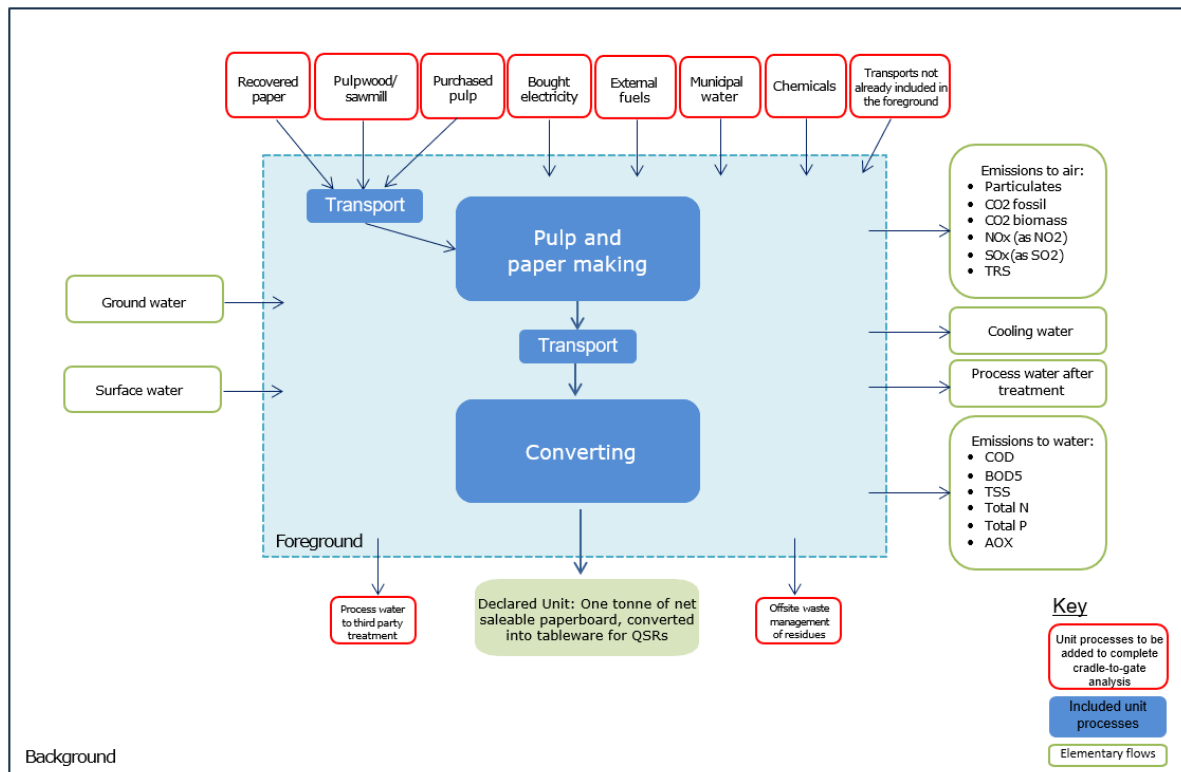 Recovered
paper
Pulpwood/
sawmill
Purchased
pulp
Bought
electricity
External
fuels
Municipal
water
Chemicals
Transports not
already included in
the foreground
Transport
Pulp and
paper making
Transport
Converting
Ground water
Surface water
Emissions to air:
• Particulates
• CO2 fossil
• CO2 biomass
• NOx (as NO2)
• SOx(as SO2)
• TRS
Cooling water
Process water after
treatment
Emissions to water:
• COD
• BOD5
• TSS
• Total N
• Total P
• AOX
Foreground
Process water
to third party
treatment
Declared Unit: One tonne of net
saleable paperboard, converted
into tableware for QSRs
Offsite waste
management
of residues
Key
Unit processes to be
added to complete
cradle-to-gate
analysis
Included unit
processes
Elementary flows
Background